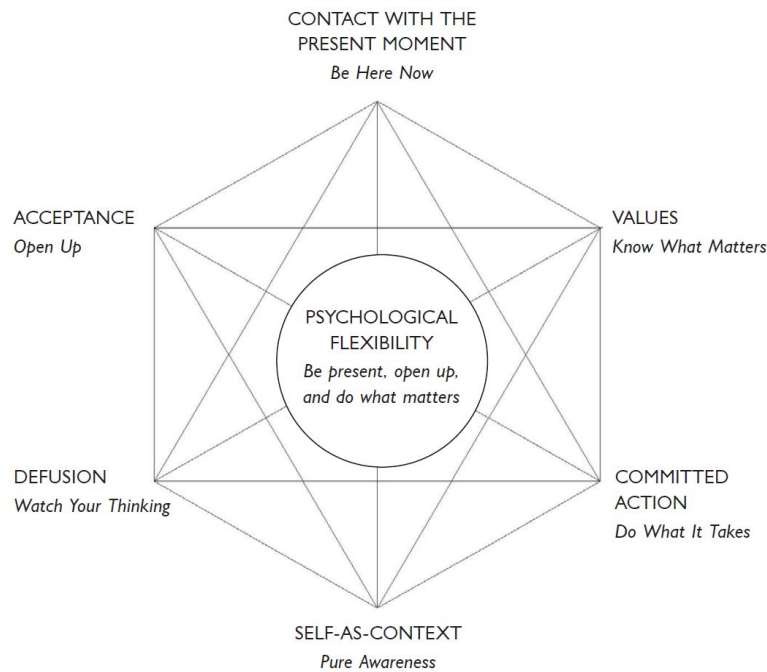 CONTACT WITH THE
PRESENT MOMENT
Be Here Now
ACCEPTANCE
Open Up
VALUES
Know What Matters
PSYCHOLOGICAL
FLEXIBILITY
Be present, open up,
and do what matters
DEFUSION
Watch Your Thinking
COMMITTED
ACTION
Do What It Takes
SELF-AS-CONTEXT
Pure Awareness